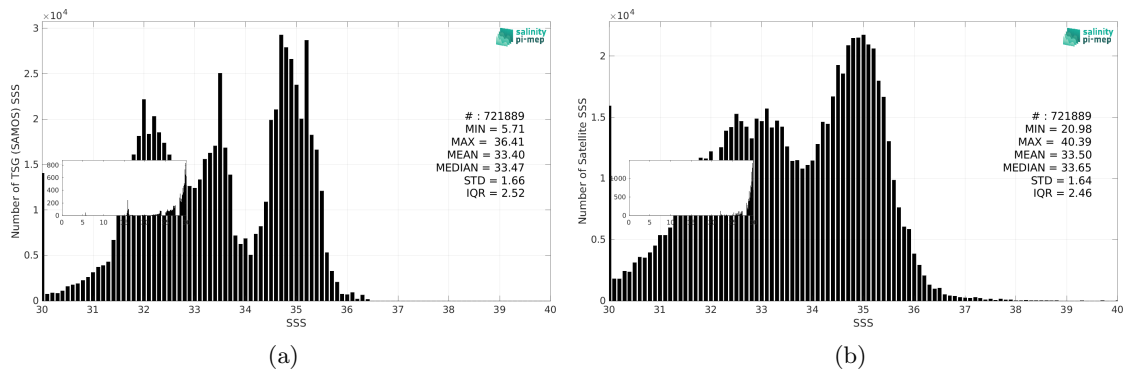 ×10⁴
3
2.5
2
1.5
1
0.5
0
Number of TSG (SAMOS) SSS
30 31 32 33 34 35 36 37 38 39 40
SSS
salinity
pi-mep
# : 721889
MIN = 5.71
MAX = 36.41
MEAN = 33.40
MEDIAN = 33.47
STD = 1.66
IQR = 2.52
800
600
400
200
0
0 5 10
(a)
×10⁴
2
1.5
1
0.5
0
Number of Satellite SSS
30 31 32 33 34 35 36 37 38 39 40
SSS
salinity
pi-mep
# : 721889
MIN = 20.98
MAX = 40.39
MEAN = 33.50
MEDIAN = 33.65
STD = 1.64
IQR = 2.46
1000
500
0
0 5 10
(b)